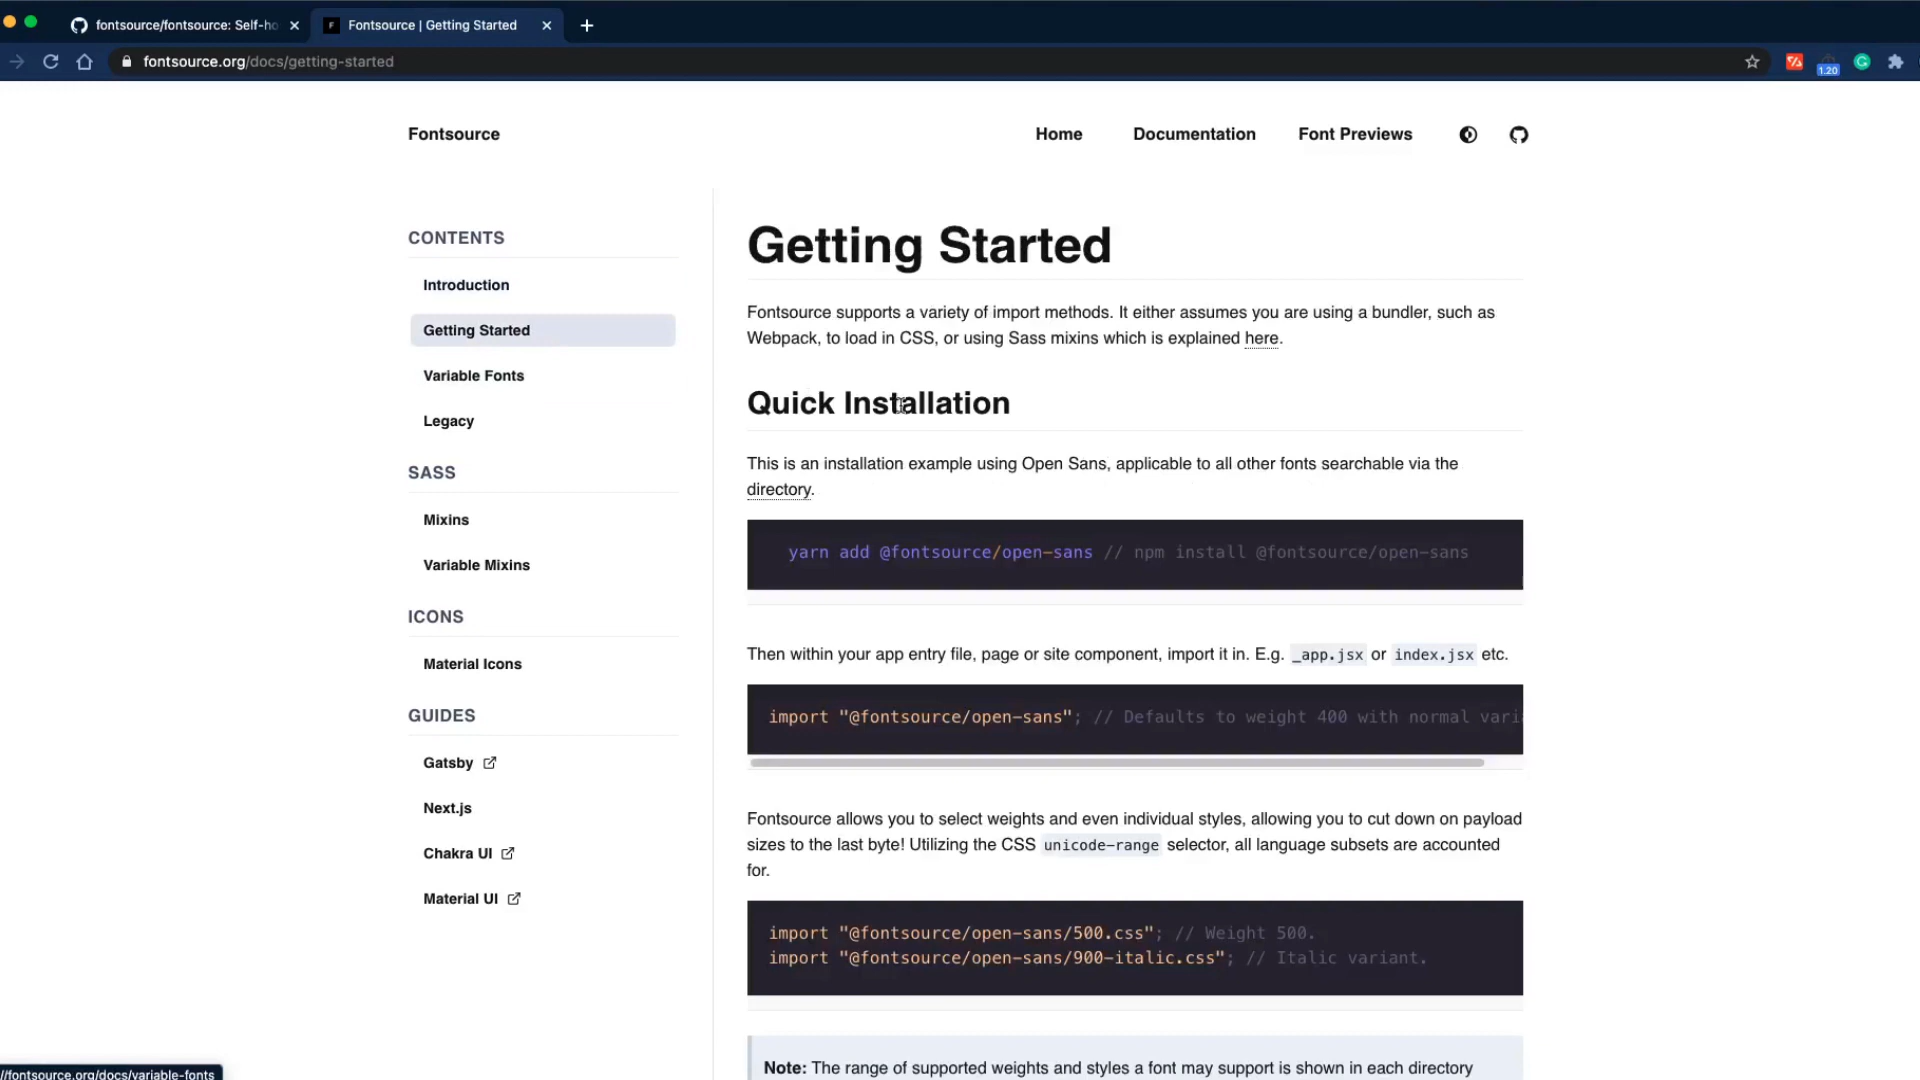 fontsource/fontsource: Self-ho
Fontsource | Getting Started
fontsource.org/docs/getting-started
1.20
Fontsource
Home
Documentation
Font Previews
CONTENTS
Introduction
Getting Started
Variable Fonts
Legacy
SASS
Mixins
Variable Mixins
ICONS
Material Icons
GUIDES
Gatsby
Next.js
Chakra UI
Material UI
Getting Started
Fontsource supports a variety of import methods. It either assumes you are using a bundler, such as
Webpack, to load in CSS, or using Sass mixins which is explained here.
Quick Installation
This is an installation example using Open Sans, applicable to all other fonts searchable via the
directory.
yarn add @fontsource/open-sans // npm install @fontsource/open-sans
Then within your app entry file, page or site component, import it in. E.g. _app.jsx or index.jsx etc.
import "@fontsource/open-sans"; // Defaults to weight 400 with normal vari
Fontsource allows you to select weights and even individual styles, allowing you to cut down on payload
sizes to the last byte! Utilizing the CSS unicode-range selector, all language subsets are accounted
for.
import "@fontsource/open-sans/500.css"; // Weight 500.
import "@fontsource/open-sans/900-italic.css"; // Italic variant.
Note: The range of supported weights and styles a font may support is shown in each directory
//fontsource.org/docs/variable-fonts